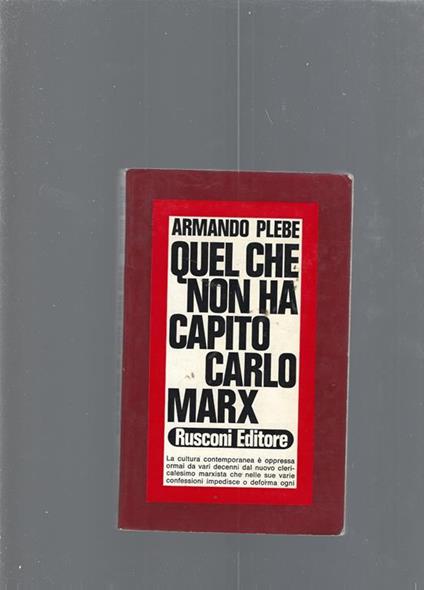 ARMANDO PLEBE
QUEL CHE
NON HA
CAPITO
CARLO
MARX
Rusconi Editore
La cultura contemporanea è oppressa
ormai da vari decenni dal nuovo cleri-
calesimo marxista che nelle sue varie
confessioni impedisce o deforma ogni